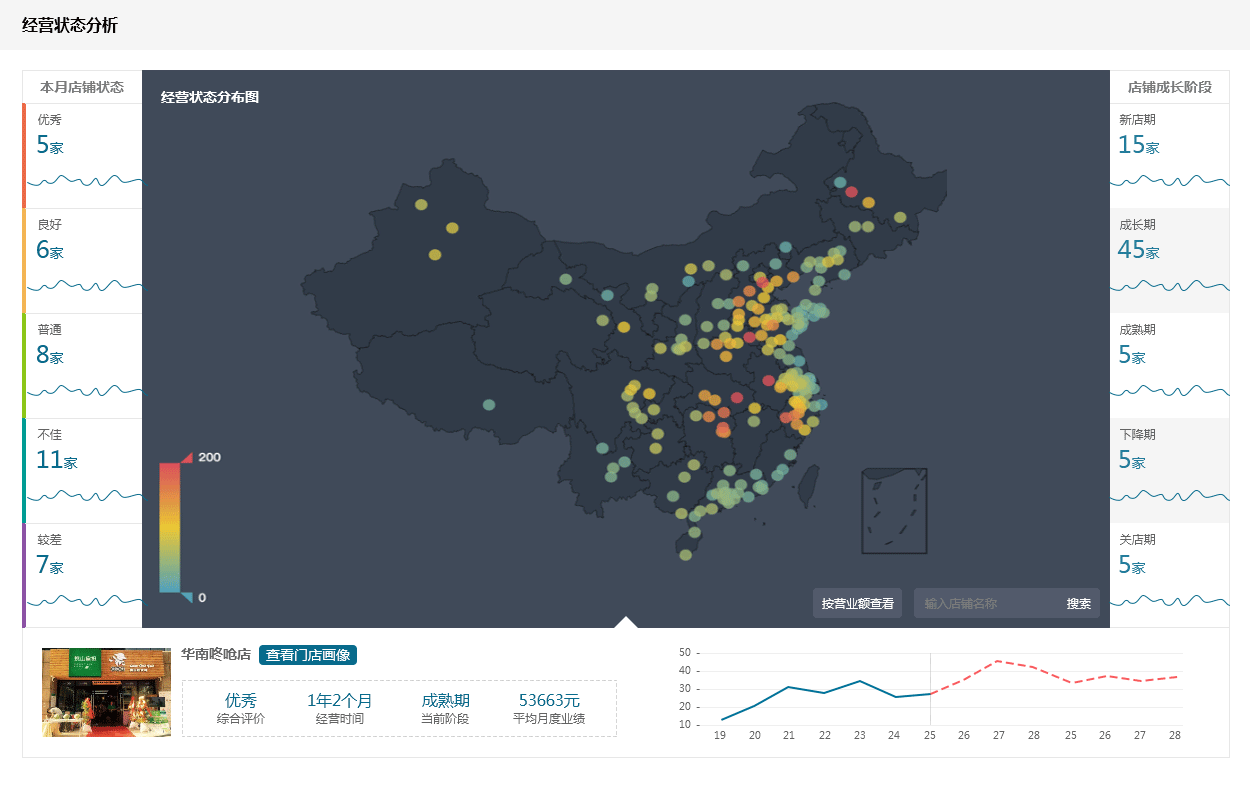 经营状态分析
本月店铺状态
优秀
5家
良好
6家
普通
8家
不佳
11家
较差
7家
经营状态分布图
200
0
按营业额查看
输入店铺名称
搜索
店铺成长阶段
新店期
15家
成长期
45家
成熟期
5家
下降期
5家
关店期
5家
华南咚呛店
查看门店画像
优秀
综合评价
1年2个月
经营时间
成熟期
当前阶段
53663元
平均月度业绩
50
40
30
20
10
19 20 21 22 23 24 25 26 27 28 25 26 27 28